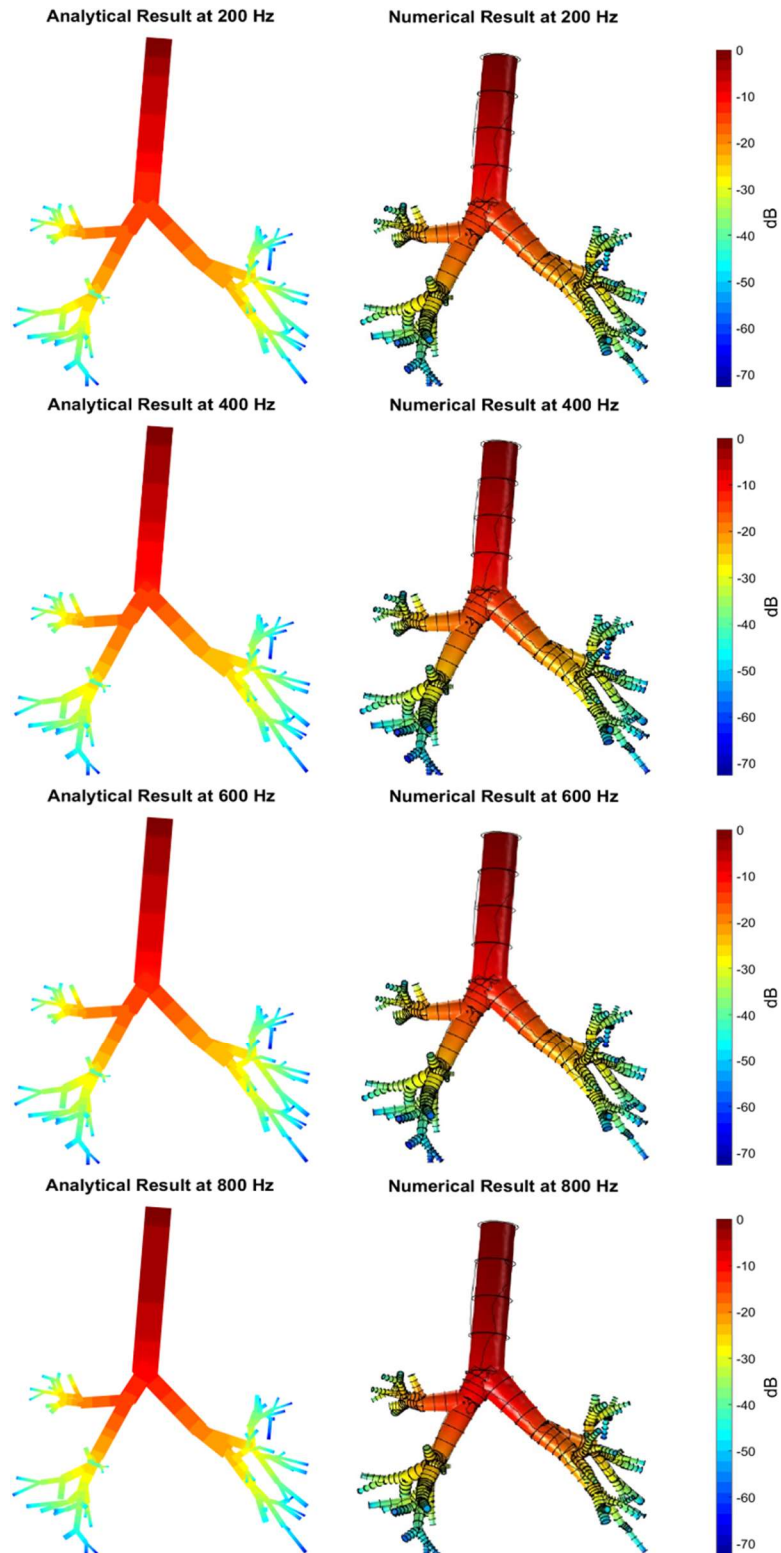 Analytical Result at 200 Hz
Numerical Result at 200 Hz
0
-10
-20
-30
-40
-50
-60
-70
dB
Analytical Result at 400 Hz
Numerical Result at 400 Hz
0
-10
-20
-30
-40
-50
-60
-70
dB
Analytical Result at 600 Hz
Numerical Result at 600 Hz
0
-10
-20
-30
-40
-50
-60
-70
dB
Analytical Result at 800 Hz
Numerical Result at 800 Hz
0
-10
-20
-30
-40
-50
-60
-70
dB